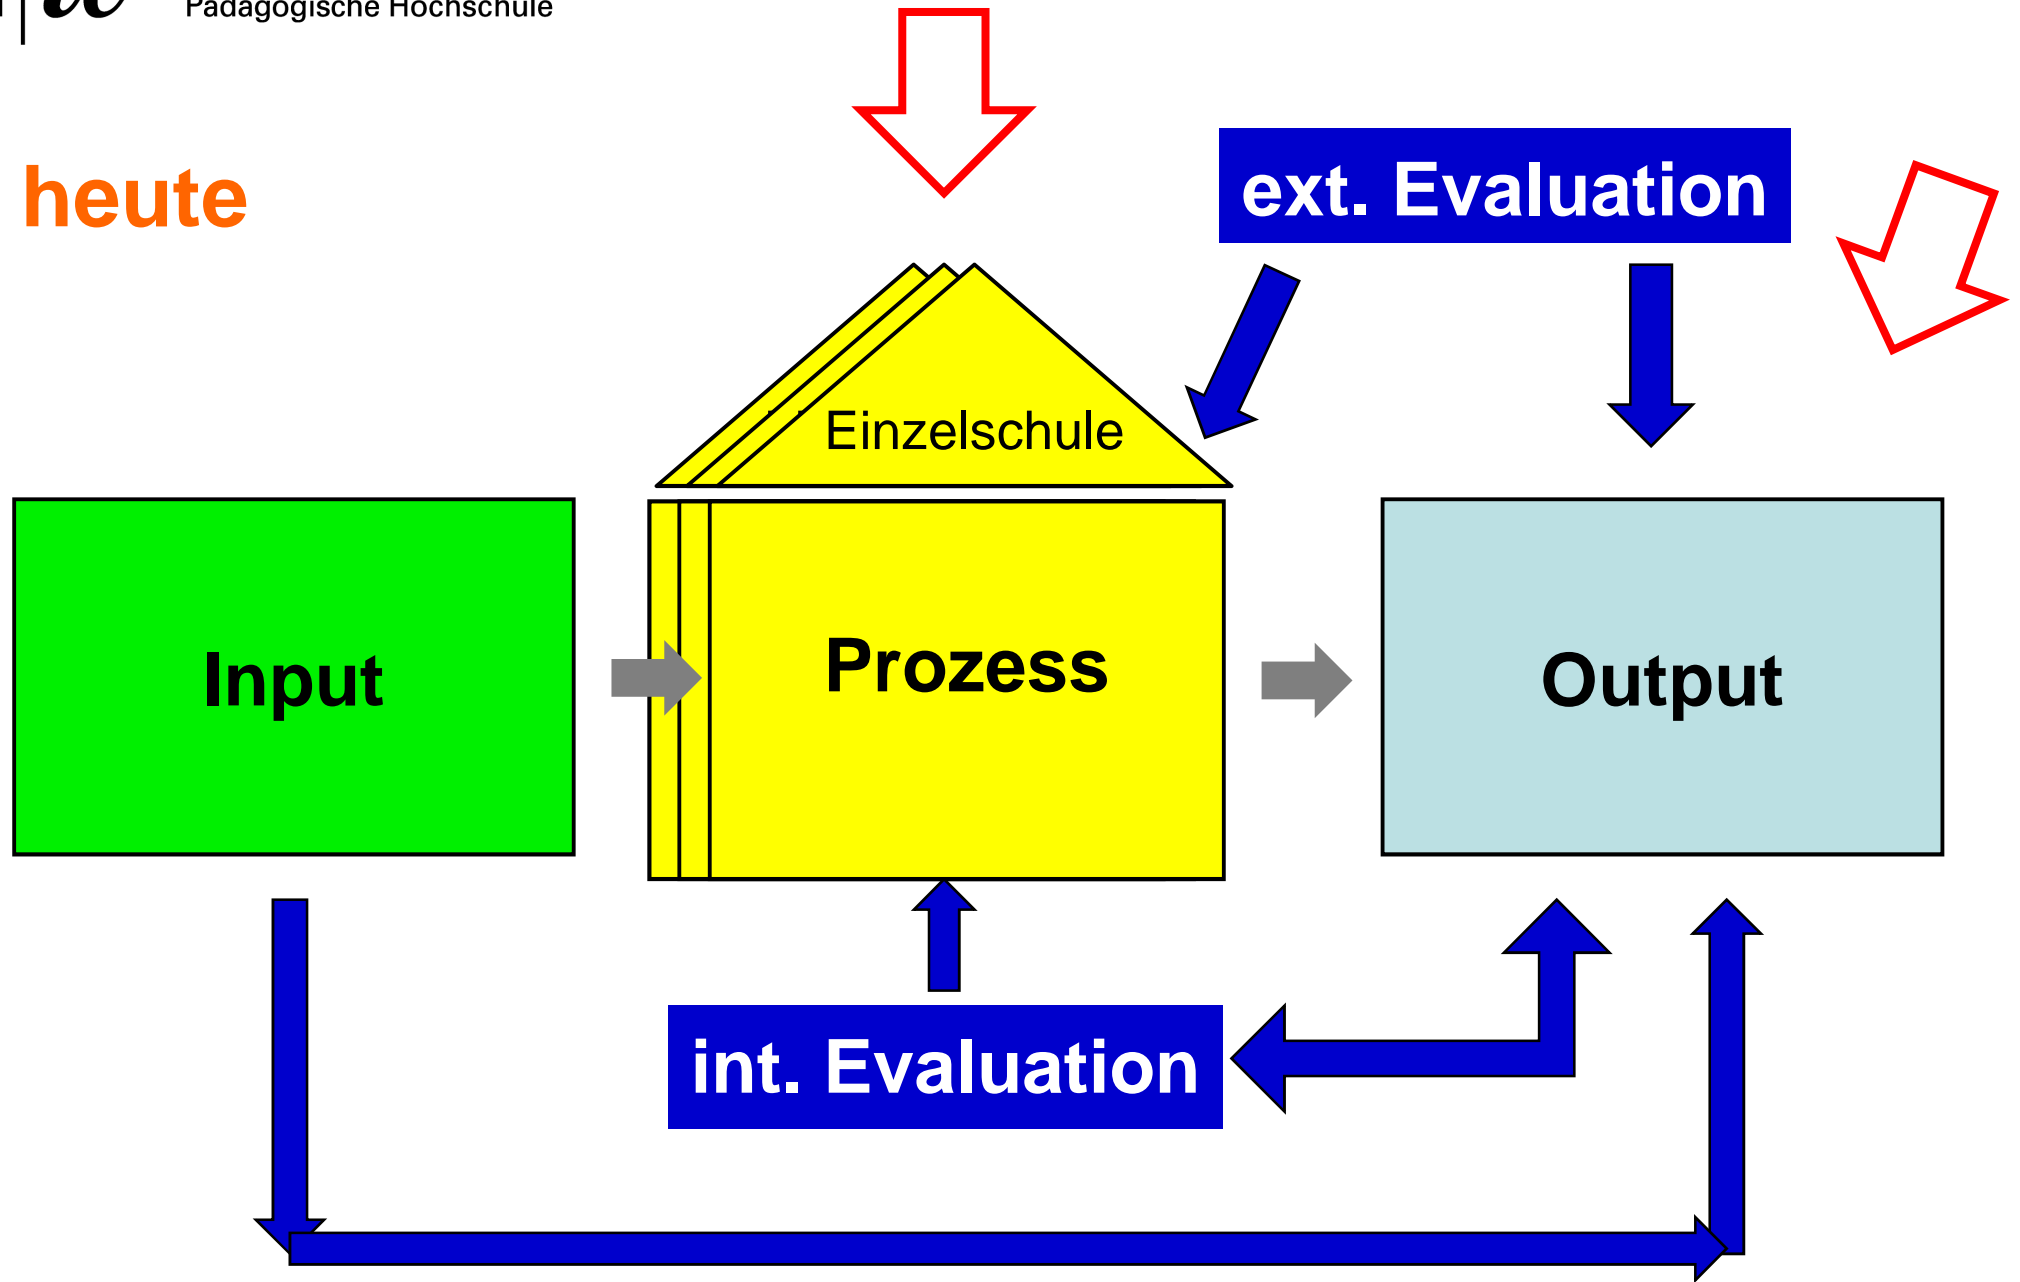 Pädagogische Hochschule
heute
ext. Evaluation
Einzelschule
Input
Prozess
Output
int. Evaluation